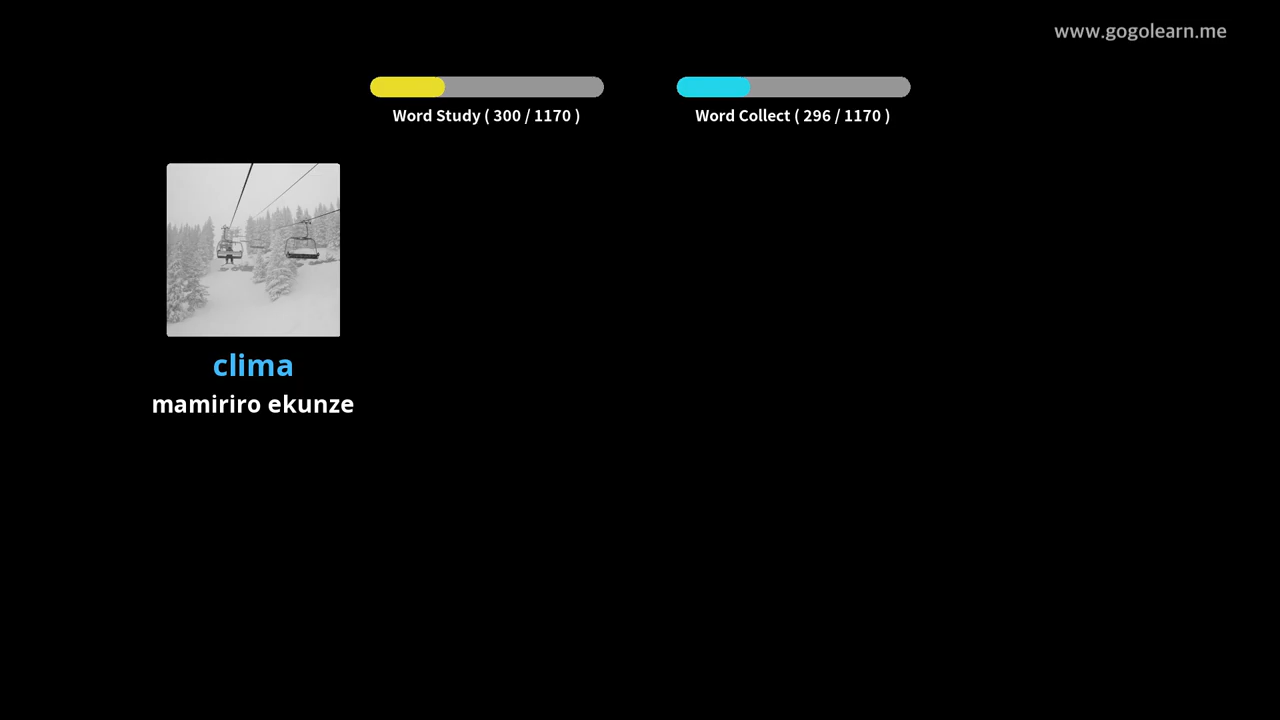 www.gogolearn.me
Word Study ( 300 / 1170 )
Word Collect ( 296 / 1170 )
clima
mamiriro ekunze